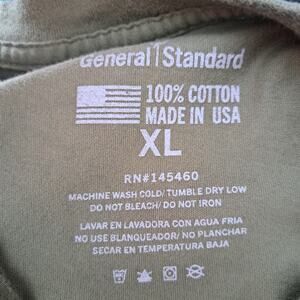 General Standard
100% COTTON
MADE IN USA
XL
RN#145460
MACHINE WASH COLD/ TUMBLE DRY LOW
DO NOT BLEACH/ DO NOT IRON
LAVAR EN LAVADORA CON AGUA FRIA
NO USE BLANQUEADOR/ NO PLANCHAR
SECAR EN TEMPERATURA BAJA